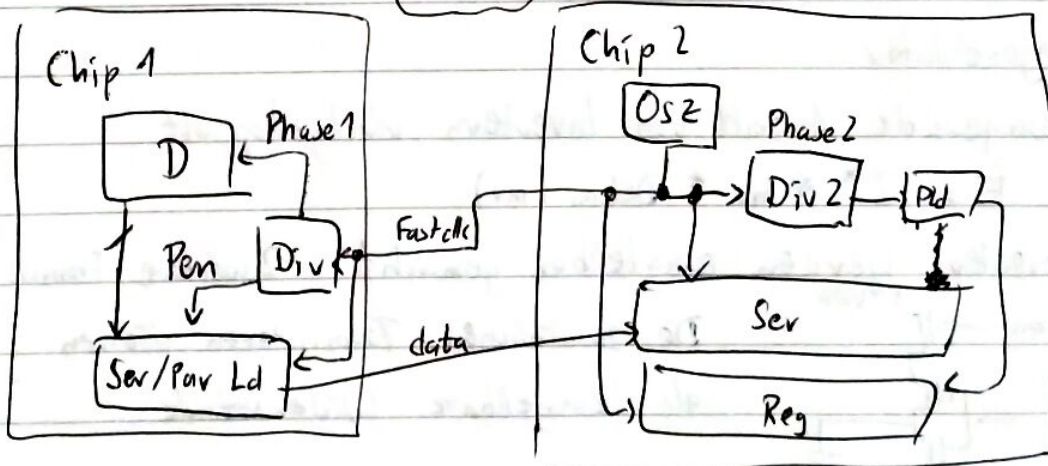 Chip 1
Phase 1
D
Pen
Div
Ser/Par Ld
Fastclk
data
Chip 2
Osz
Phase 2
Div 2
Pld
Ser
Reg